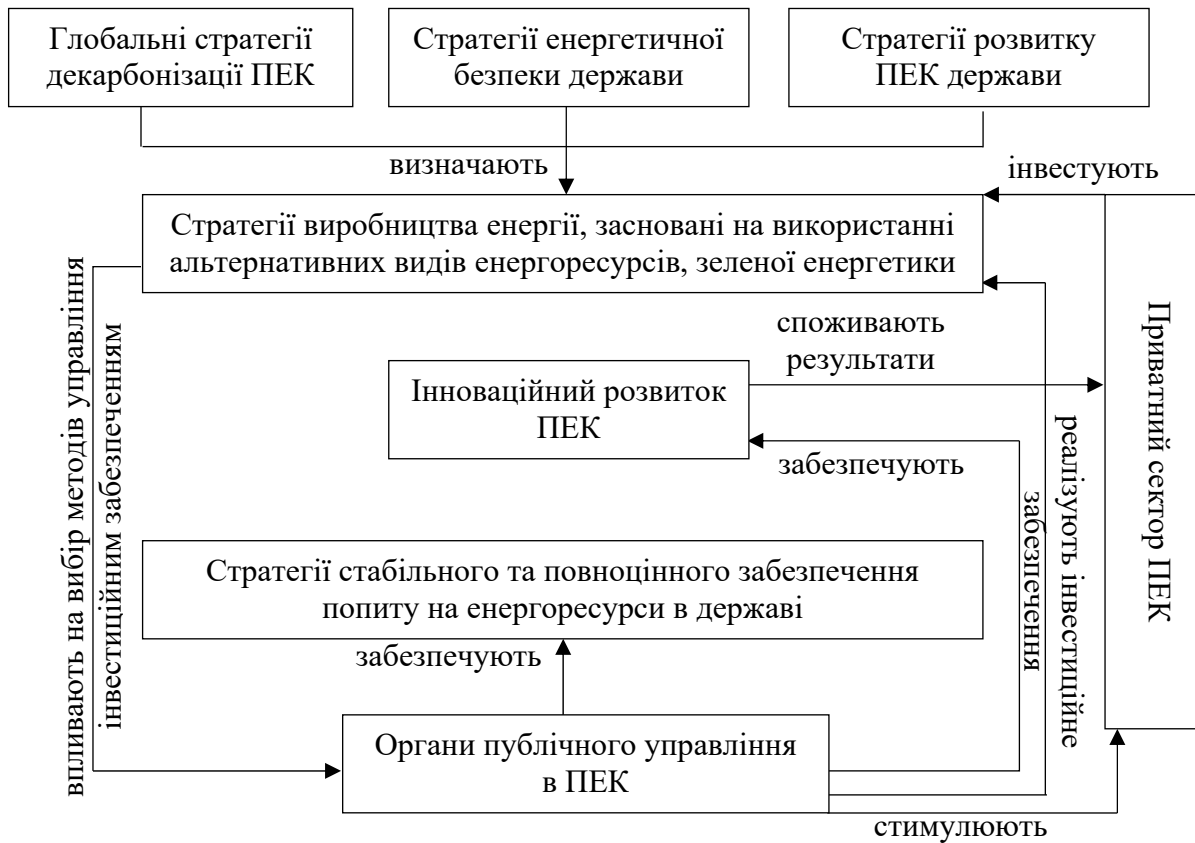 Глобальні стратегії
декарбонізації ПЕК
Стратегії енергетичної
безпеки держави
Стратегії розвитку
ПЕК держави
визначають
інвестують
Стратегії виробництва енергії, засновані на використанні
альтернативних видів енергоресурсів, зеленої енергетики
впливають на вибір методів управління
інвестиційним забезпеченням
споживають
результати
Інноваційний розвиток
ПЕК
забезпечують
реалізують інвестиційне
забезпечення
Приватний сектор ПЕК
Стратегії стабільного та повноцінного забезпечення
попиту на енергоресурси в державі
забезпечують
Органи публічного управління
в ПЕК
стимулюють